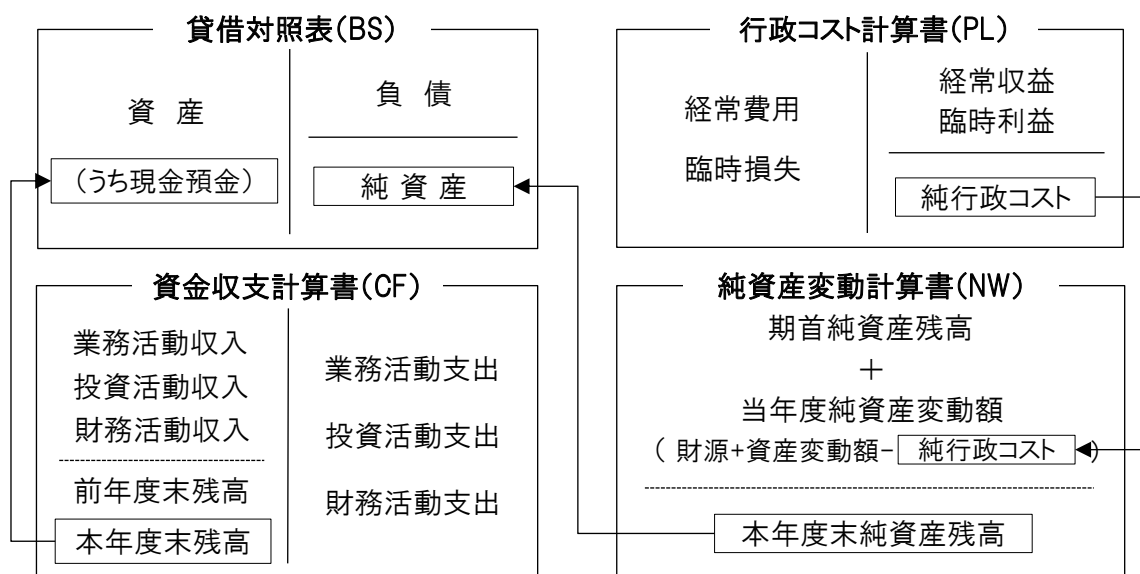 貸借対照表(BS)
資 産
(うち現金預金)
負 債
純 資 産
行政コスト計算書(PL)
経常費用
臨時損失
経常収益
臨時利益
純行政コスト
資金収支計算書(CF)
業務活動収入
投資活動収入
財務活動収入
前年度末残高
本年度末残高
業務活動支出
投資活動支出
財務活動支出
純資産変動計算書(NW)
期首純資産残高
+
当年度純資産変動額
( 財源+資産変動額- 純行政コスト )
本年度末純資産残高